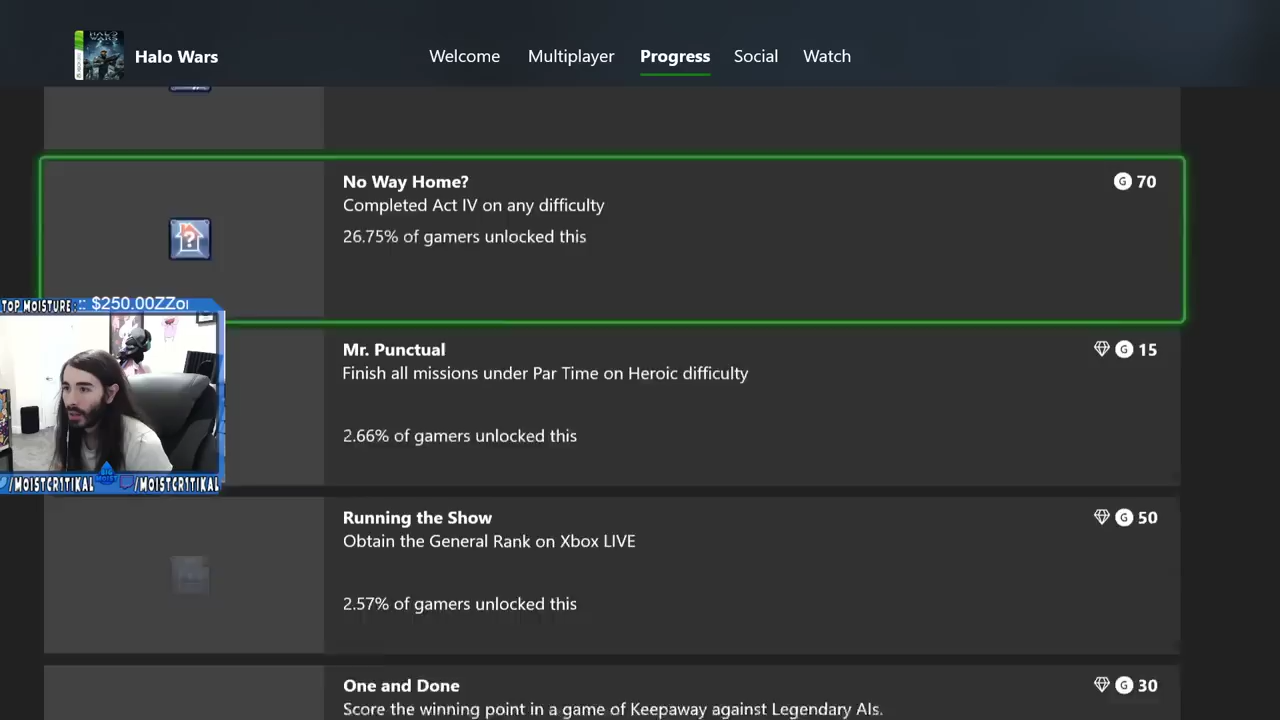 HALO WARS
Halo Wars
Welcome
Multiplayer
Progress
Social
Watch
No Way Home?
G 70
Completed Act IV on any difficulty
26.75% of gamers unlocked this
TOP MOISTURE :: $250.00ZZo
Mr. Punctual
G 15
Finish all missions under Par Time on Heroic difficulty
2.66% of gamers unlocked this
/MOISTCR1TIKAL
/MOISTCR1TIKAL
Running the Show
G 50
Obtain the General Rank on Xbox LIVE
2.57% of gamers unlocked this
One and Done
G 30
Score the winning point in a game of Keepaway against Legendary AIs.